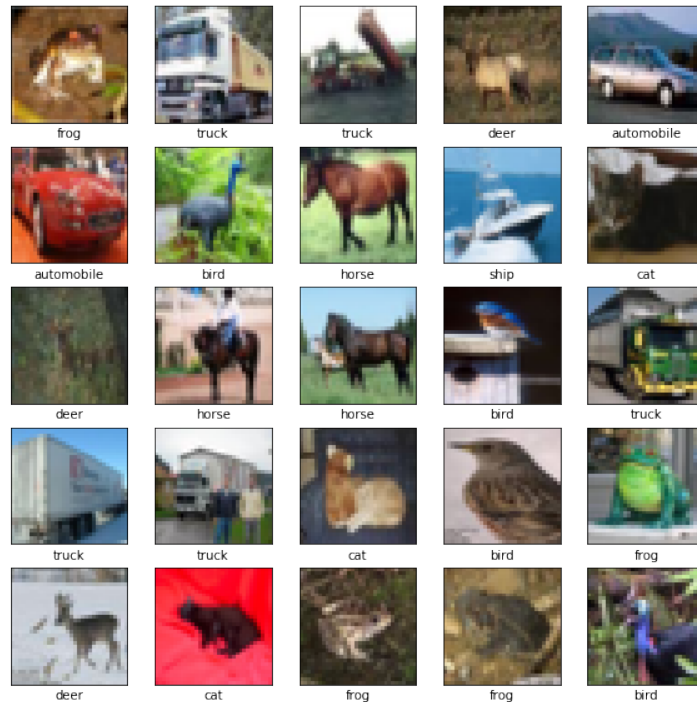 frog truck truck deer automobile
automobile bird horse ship cat
deer horse horse bird truck
truck truck cat bird frog
deer cat frog frog bird